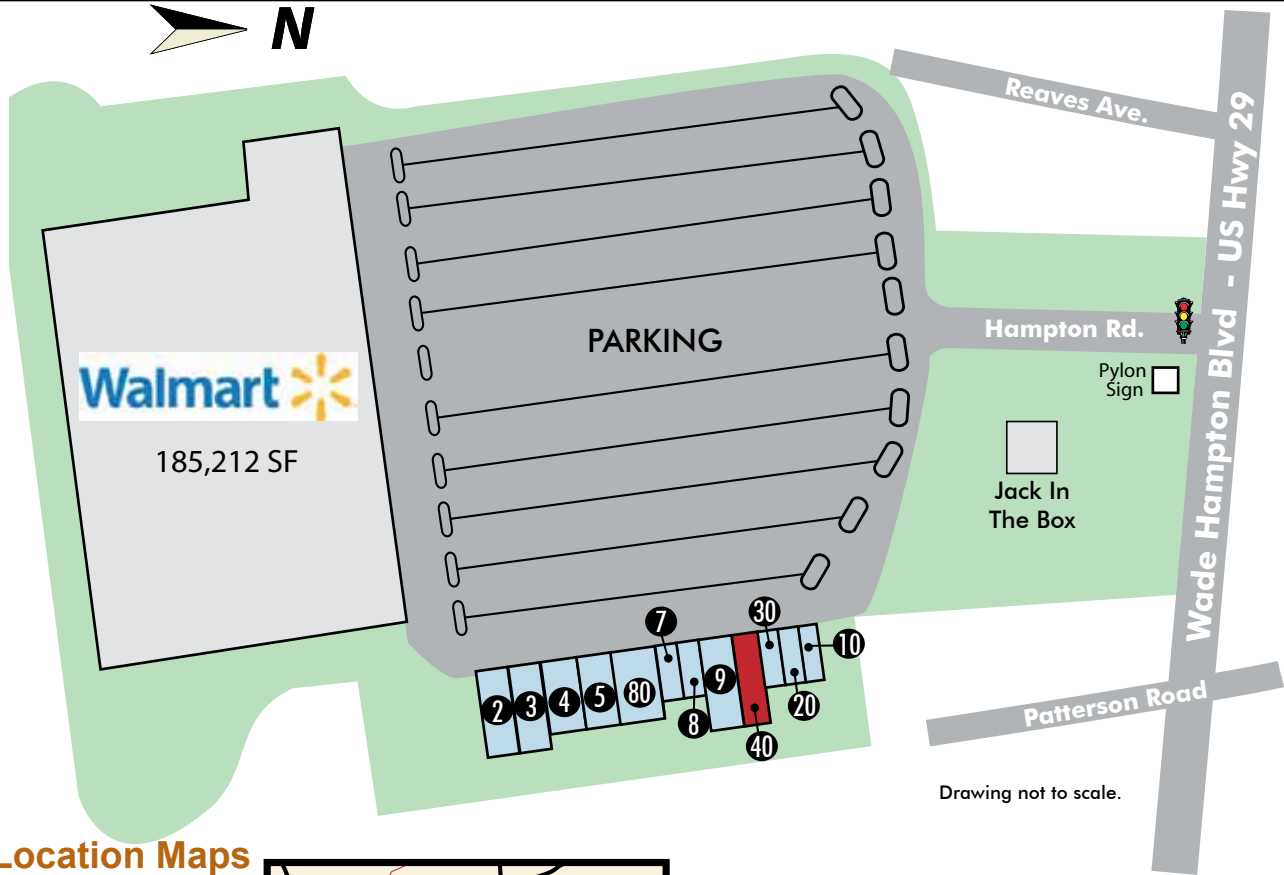 N
Reaves Ave.
Wade Hampton Blvd - US Hwy 29
PARKING
Hampton Rd.
Pylon
Sign
Walmart
185,212 SF
Jack In
The Box
7
30
10
2
3
4
5
80
8
9
40
20
Patterson Road
Drawing not to scale.
Location Maps